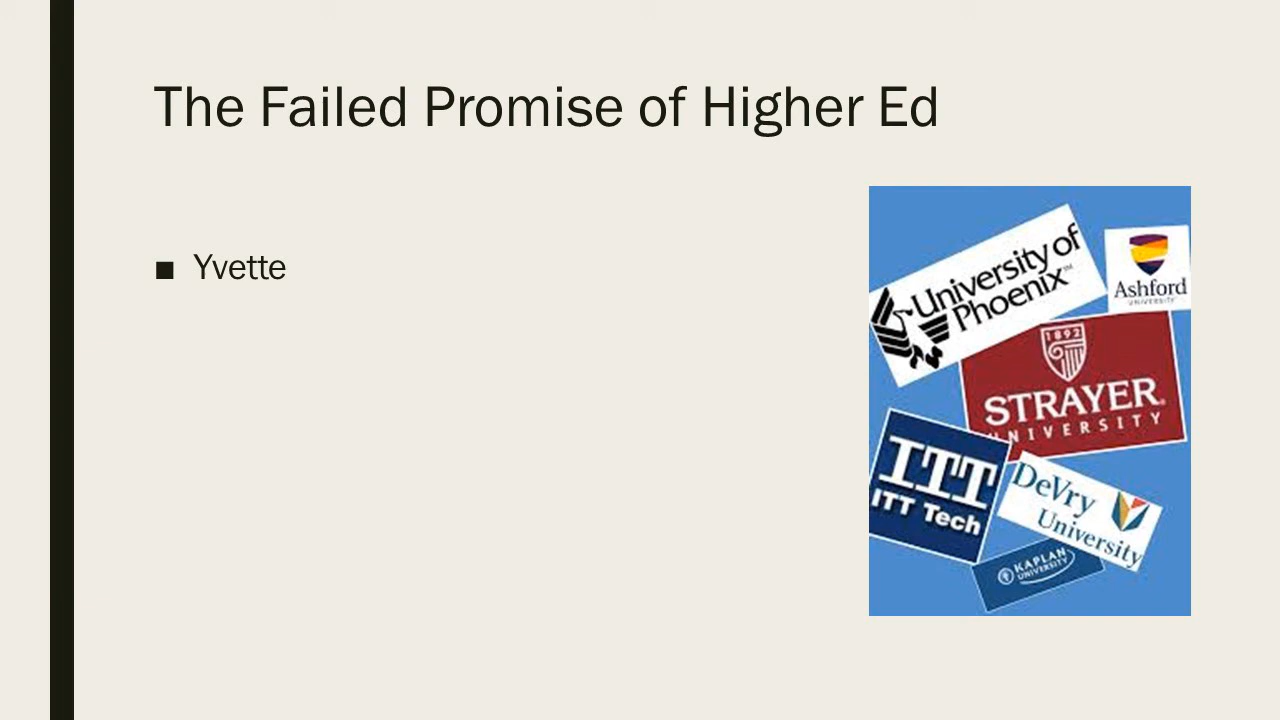 The Failed Promise of Higher Ed
■ Yvette
University of
Phoenix™
Ashford
UNIVERSITY
1892
STRAYER
UNIVERSITY
ITT
ITT Tech
DeVry
University
KAPLAN
UNIVERSITY